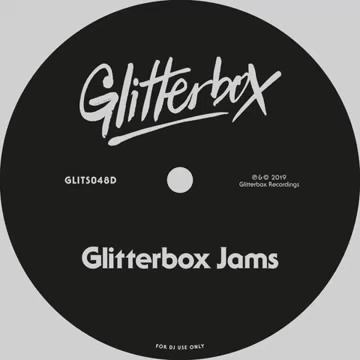 Glitterbox
GLITS048D
℗&© 2019
Glitterbox Recordings
Glitterbox Jams
FOR DJ USE ONLY